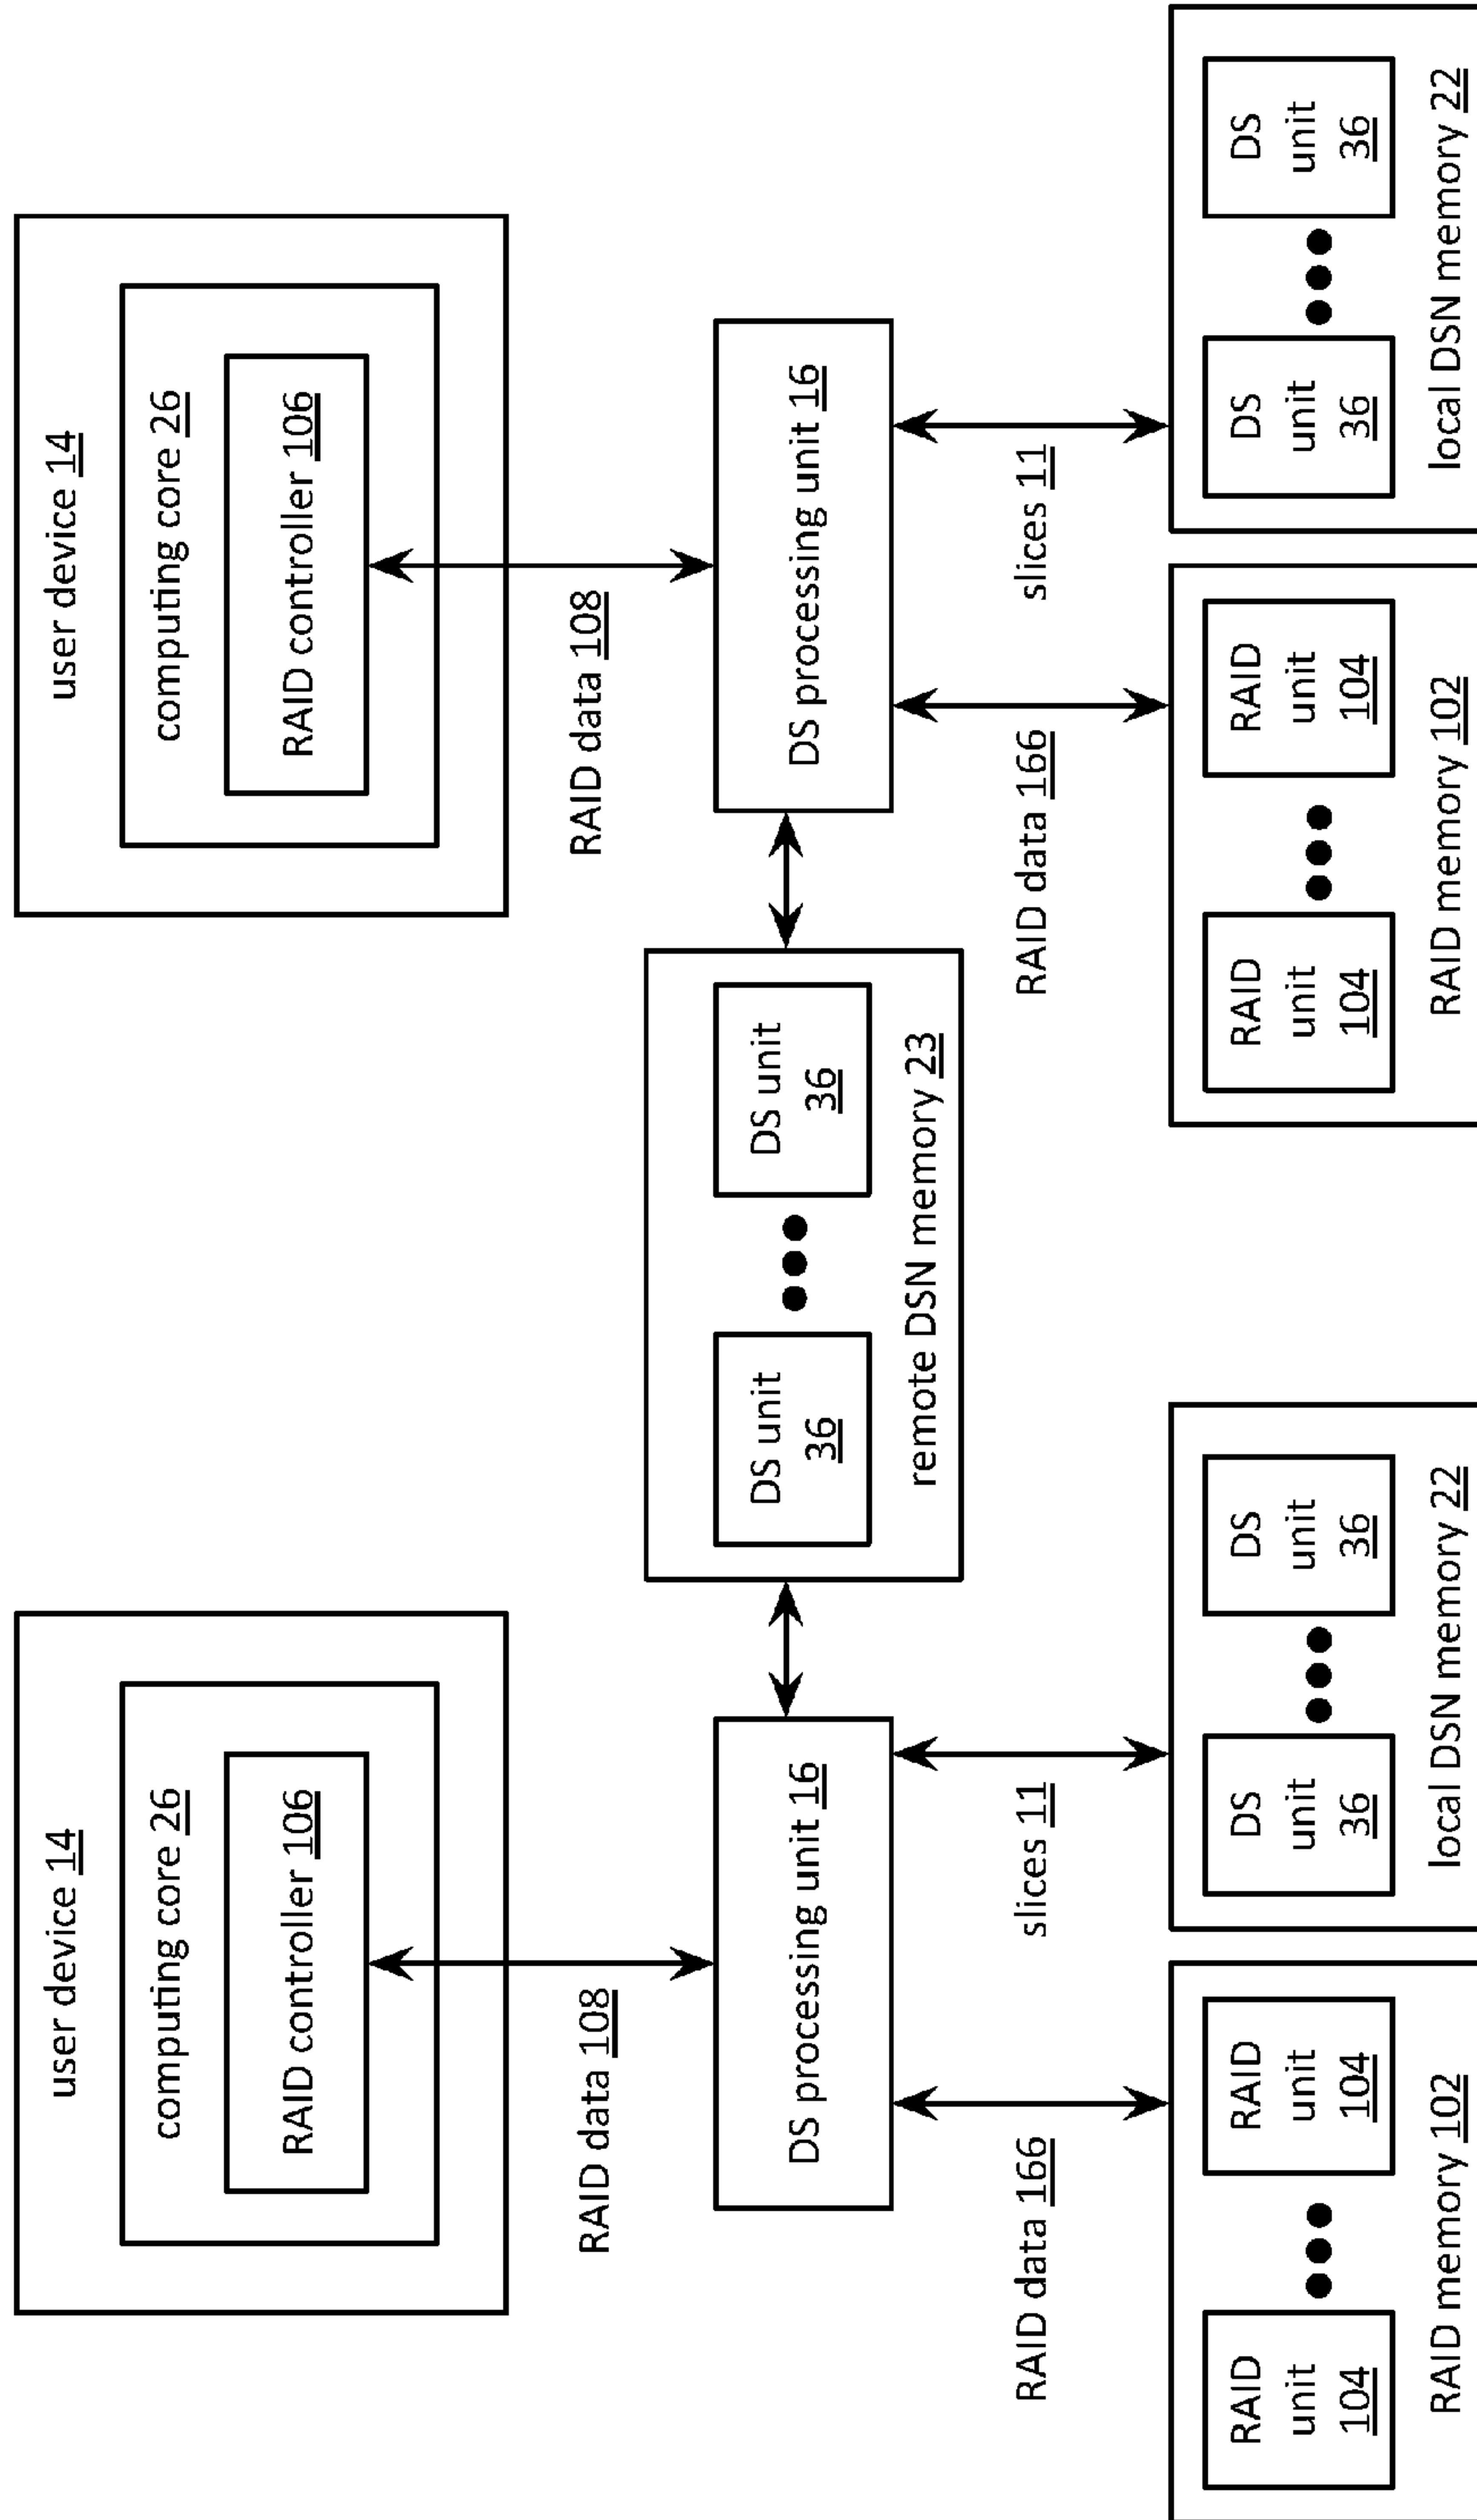 user device 14
computing core 26
RAID controller 106
RAID data 108
DS processing unit 16
RAID data 166
slices 11
RAID
unit
104
RAID
unit
104
RAID memory 102
DS
unit
36
DS
unit
36
local DSN memory 22
DS unit
36
DS unit
36
remote DSN memory 23
user device 14
computing core 26
RAID controller 106
RAID data 108
DS processing unit 16
RAID data 166
slices 11
RAID
unit
104
RAID
unit
104
RAID memory 102
DS
unit
36
DS
unit
36
local DSN memory 22